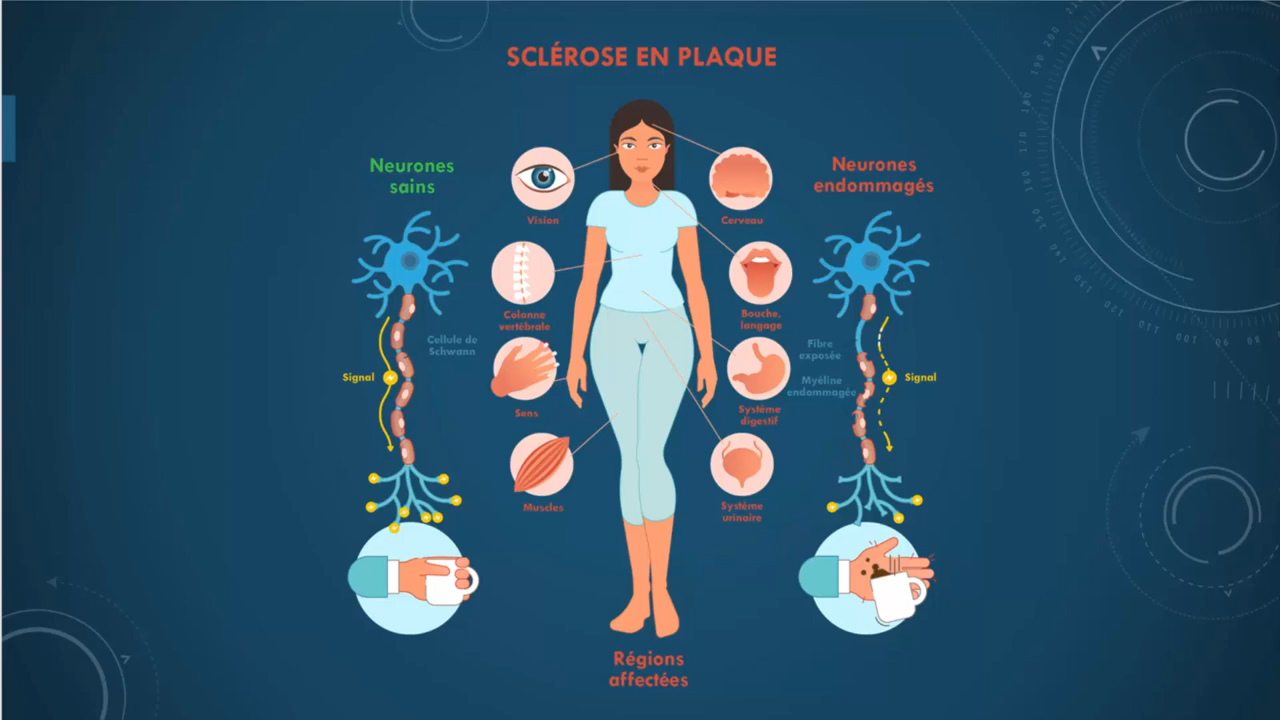 SCLÉROSE EN PLAQUE
Neurones
sains
Neurones
endommagés
Vision
Cerveau
Colonne
vertébrale
Bouche,
langage
Cellule de
Schwann
Fibre
exposée
Signal
Myéline
endommagée
Signal
Sens
Système
digestif
Muscles
Système
urinaire
Régions
affectées